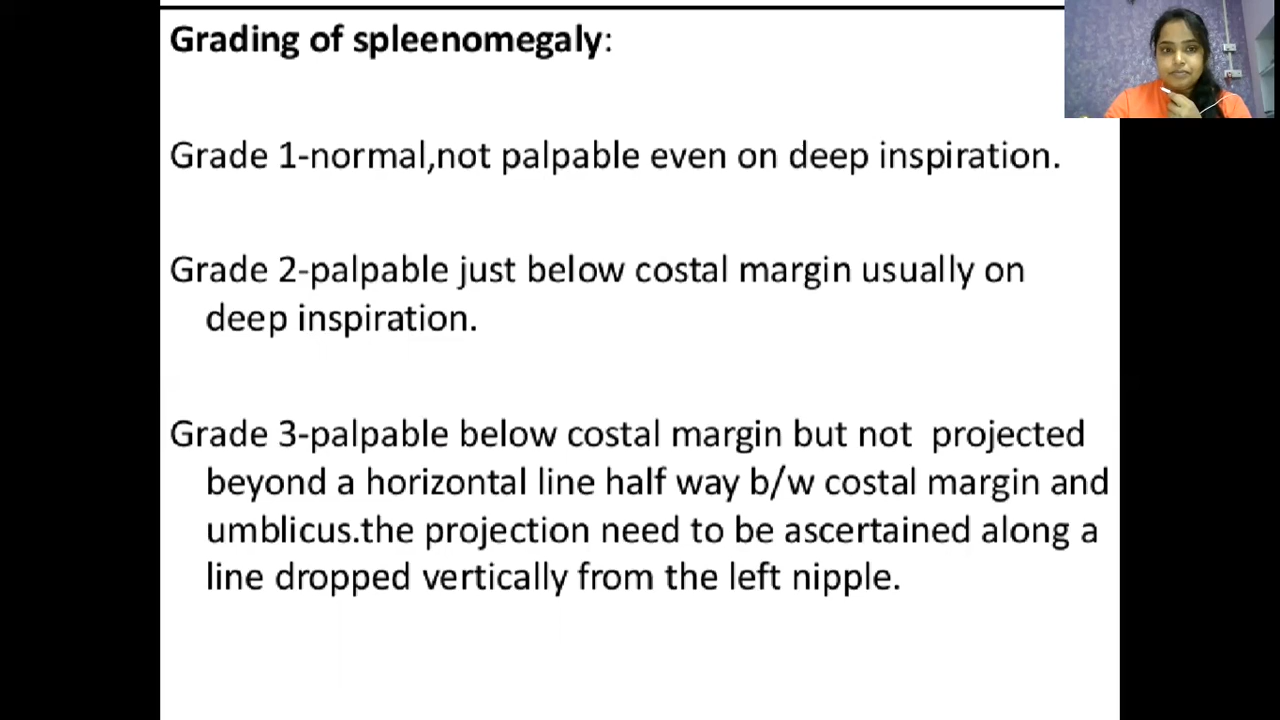 Grading of spleenomegaly:
Grade 1-normal,not palpable even on deep inspiration.
Grade 2-palpable just below costal margin usually on
deep inspiration.
Grade 3-palpable below costal margin but not  projected
beyond a horizontal line half way b/w costal margin and
umblicus.the projection need to be ascertained along a
line dropped vertically from the left nipple.